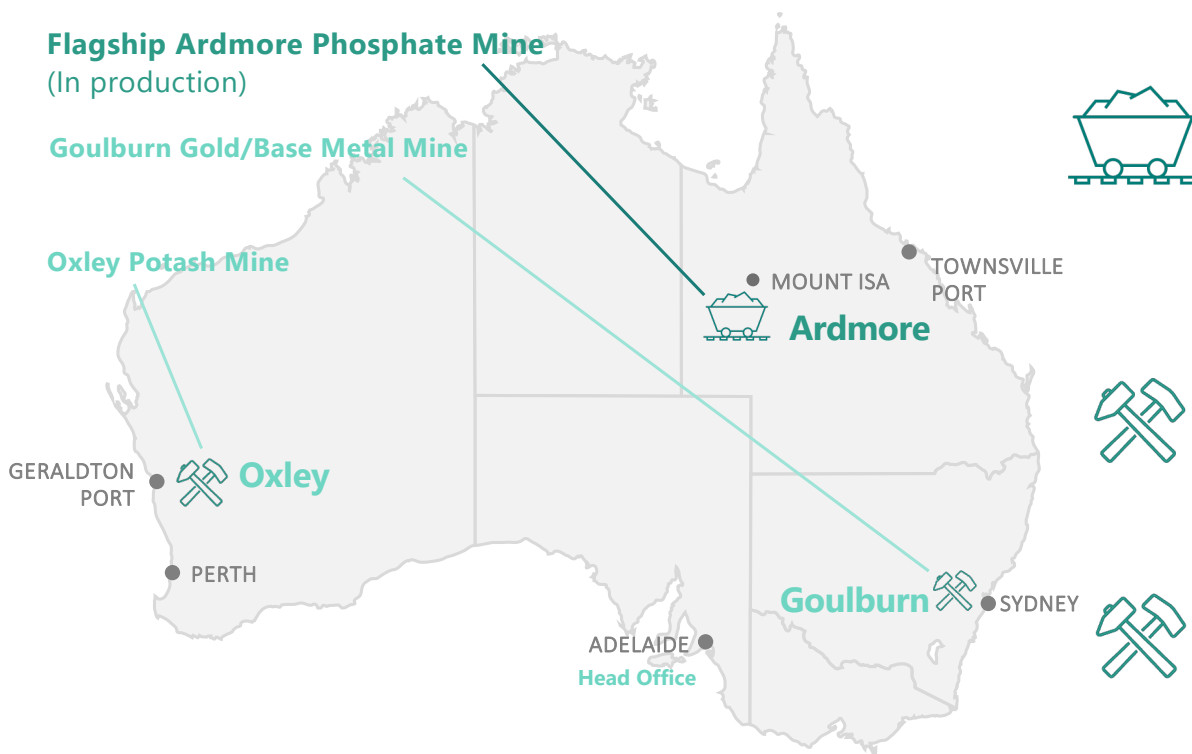 Flagship Ardmore Phosphate Mine
(In production)
Goulburn Gold/Base Metal Mine
Oxley Potash Mine
TOWNSVILLE
PORT
MOUNT ISA
Ardmore
GERALDTON
PORT
Oxley
PERTH
Goulburn
SYDNEY
ADELAIDE
Head Office